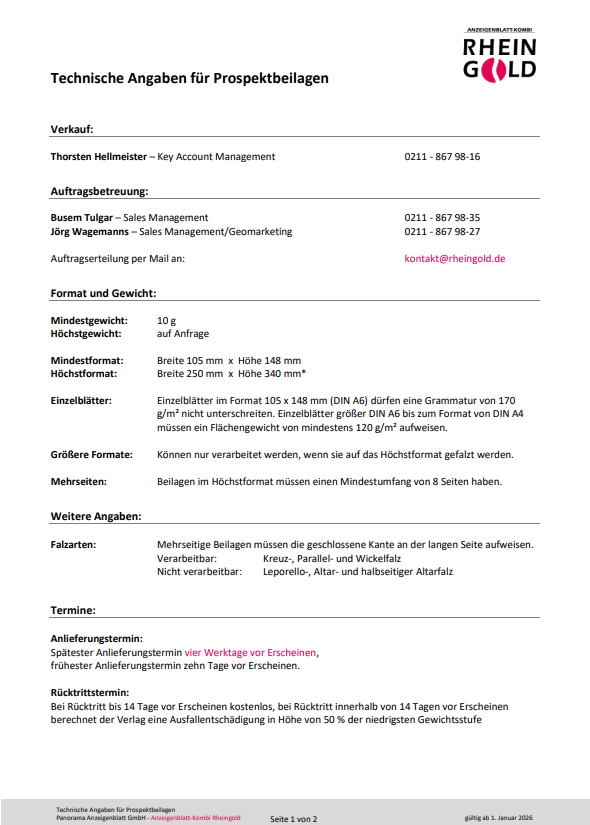 ANZEIGENBLATT-KOMBI
RHEIN
GOLD
Technische Angaben für Prospektbeilagen
Verkauf:
Thorsten Hellmeister – Key Account Management 0211 - 867 98-16
Auftragsbetreuung:
Busem Tulgar – Sales Management 0211 - 867 98-35
Jörg Wagemanns – Sales Management/Geomarketing 0211 - 867 98-27
Auftragserteilung per Mail an: kontakt@rheingold.de
Format und Gewicht:
Mindestgewicht: 10 g
Höchstgewicht: auf Anfrage
Mindestformat: Breite 105 mm x Höhe 148 mm
Höchstformat: Breite 250 mm x Höhe 340 mm*
Einzelblätter: Einzelblätter im Format 105 x 148 mm (DIN A6) dürfen eine Grammatur von 170
g/m² nicht unterschreiten. Einzelblätter größer DIN A6 bis zum Format von DIN A4
müssen ein Flächengewicht von mindestens 120 g/m² aufweisen.
Größere Formate: Können nur verarbeitet werden, wenn sie auf das Höchstformat gefalzt werden.
Mehrseiten: Beilagen im Höchstformat müssen einen Mindestumfang von 8 Seiten haben.
Weitere Angaben:
Falzarten: Mehrseitige Beilagen müssen die geschlossene Kante an der langen Seite aufweisen.
Verarbeitbar: Kreuz-, Parallel- und Wickelfalz
Nicht verarbeitbar: Leporello-, Altar- und halbseitiger Altarfalz
Termine:
Anlieferungstermin:
Spätester Anlieferungstermin vier Werktage vor Erscheinen,
frühester Anlieferungstermin zehn Tage vor Erscheinen.
Rücktrittstermin:
Bei Rücktritt bis 14 Tage vor Erscheinen kostenlos, bei Rücktritt innerhalb von 14 Tagen vor Erscheinen
berechnet der Verlag eine Ausfallentschädigung in Höhe von 50 % der niedrigsten Gewichtsstufe
Technische Angaben für Prospektbeilagen
Panorama Anzeigenblatt GmbH - Anzeigenblatt-Kombi Rheingold Seite 1 von 2 gültig ab 1. Januar 2026